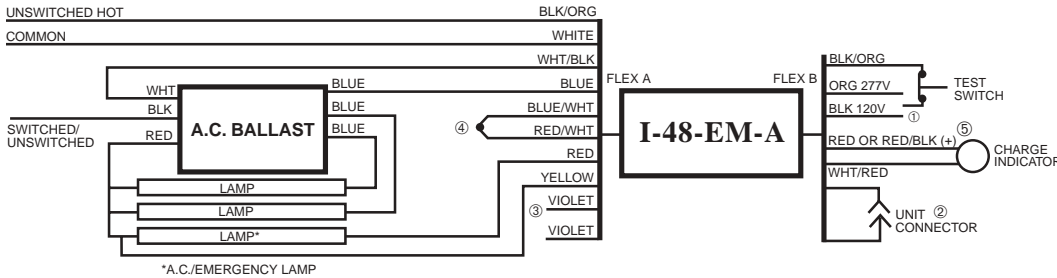 UNSWITCHED HOT
BLK/ORG
COMMON
WHITE
WHT/BLK
BLUE
BLUE/WHT
RED/WHT
RED
YELLOW
③ VIOLET
VIOLET
④
WHT
BLK
RED
SWITCHED/
UNSWITCHED
A.C. BALLAST
BLUE
BLUE
BLUE
LAMP
LAMP
LAMP*
*A.C./EMERGENCY LAMP
FLEX A
I-48-EM-A
FLEX B
BLK/ORG
ORG 277V
BLK 120V
①
TEST
SWITCH
RED OR RED/BLK (+) ⑤
WHT/RED
CHARGE
INDICATOR
UNIT ②
CONNECTOR